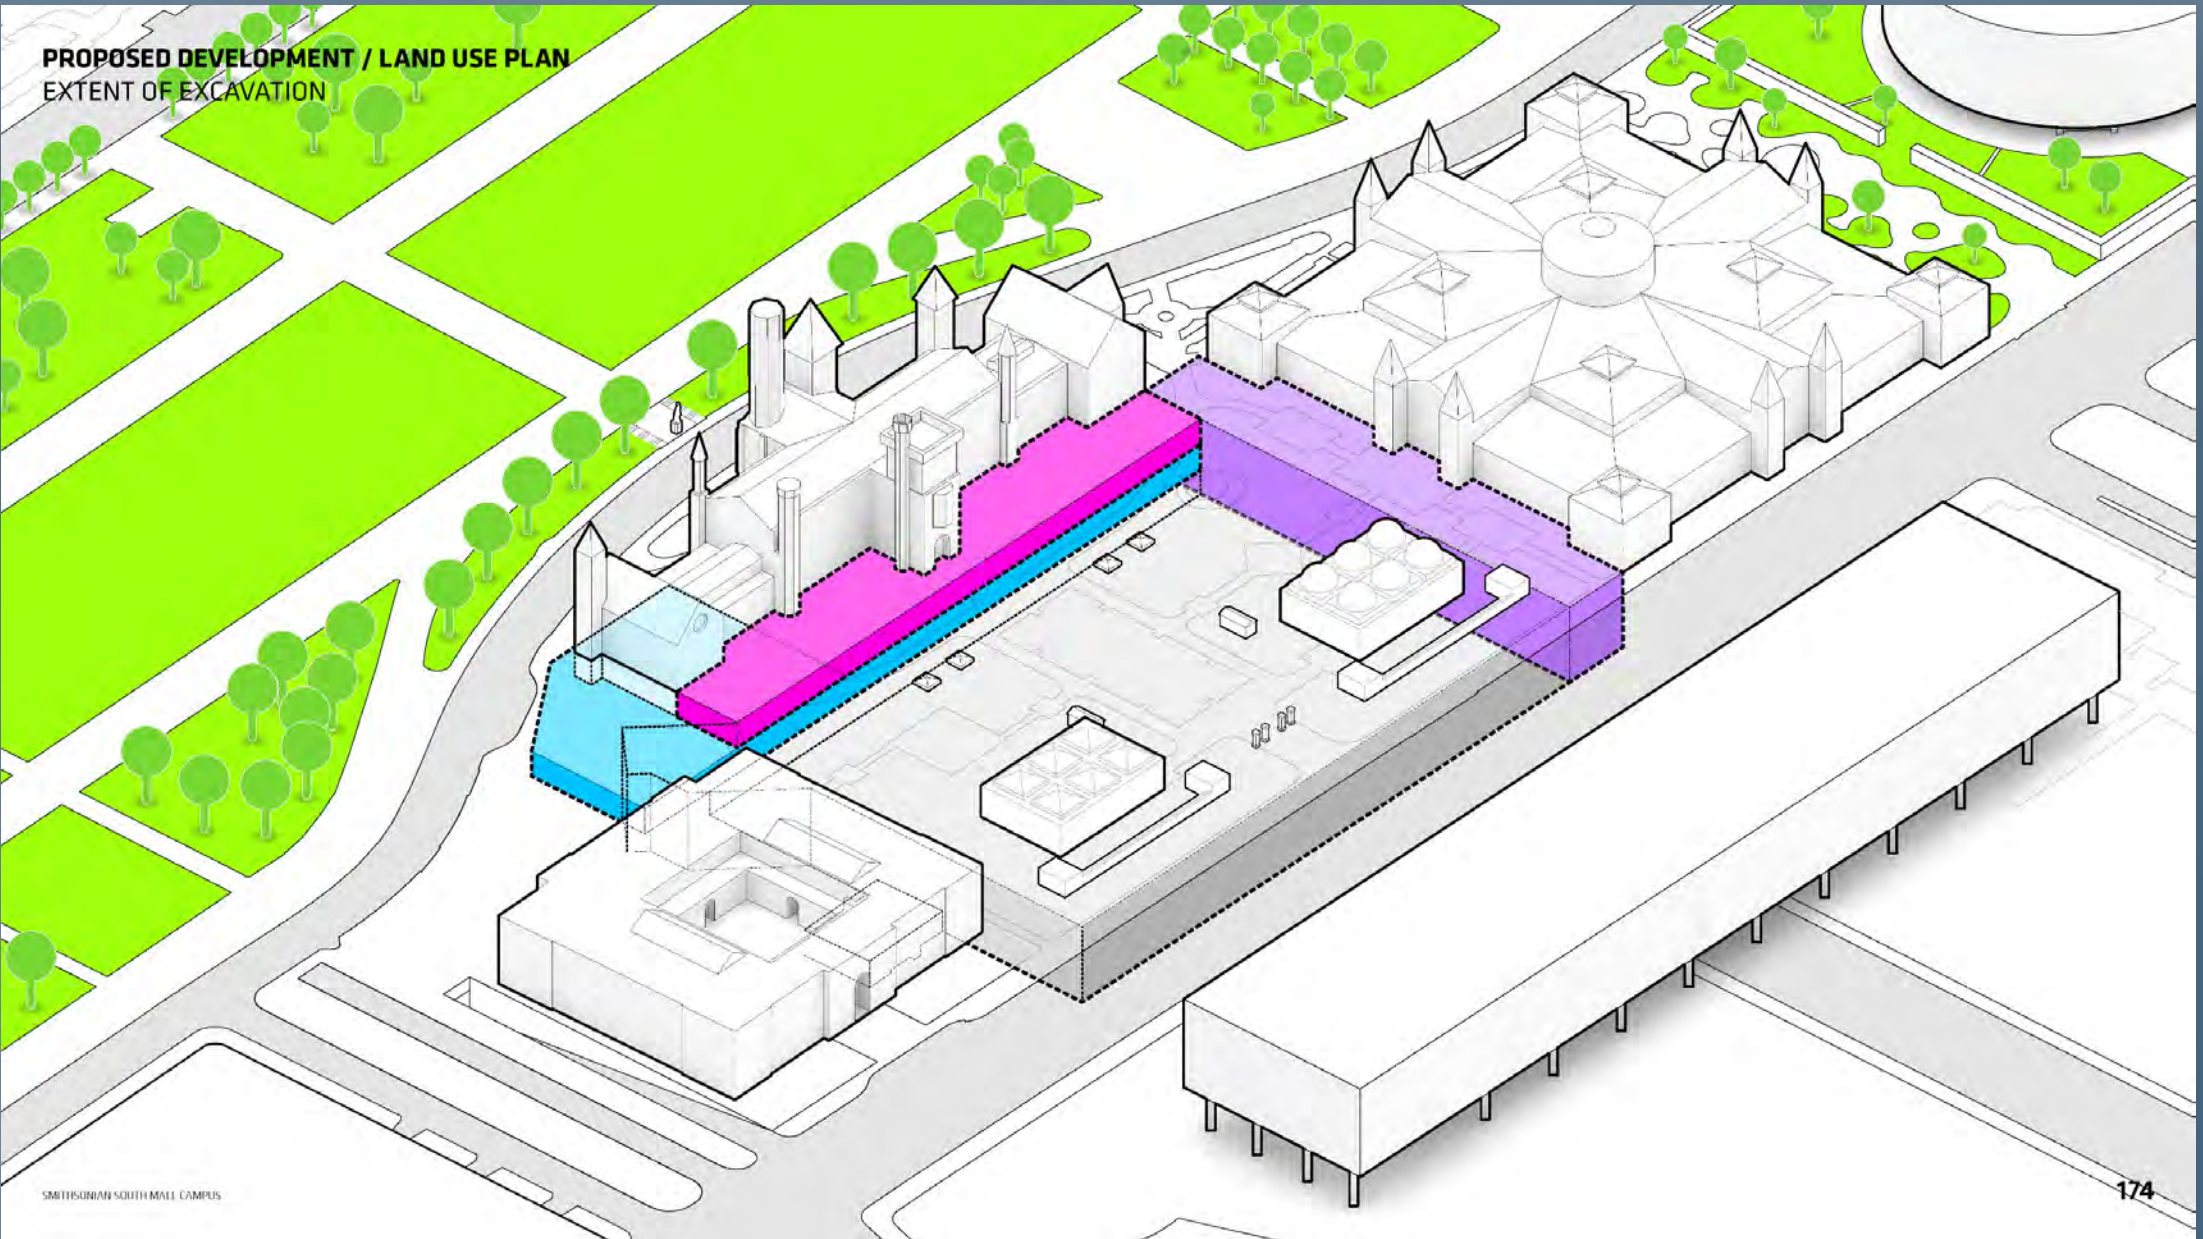 PROPOSED DEVELOPMENT / LAND USE PLAN
EXTENT OF EXCAVATION
SMITHSONIAN SOUTH MALL CAMPUS
174